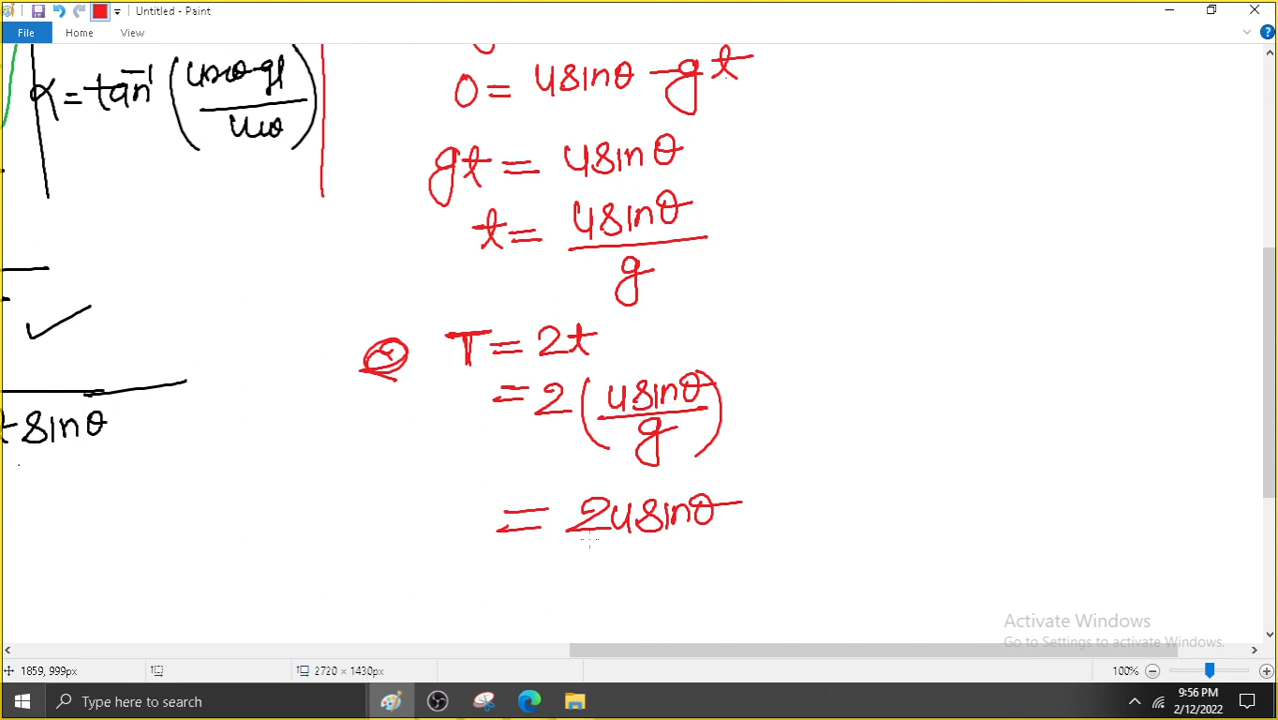 Untitled - Paint
File Home View
α = tan⁻¹ (
0 = usinθ - gt
gt = usinθ
t = usinθ
g
T = 2t
= 2 ( usinθ
g )
= 2usinθ
t sinθ
Activate Windows
Go to Settings to activate Windows.
1859, 999px
2720 × 1430px
100%
Type here to search
9:56 PM
2/12/2022